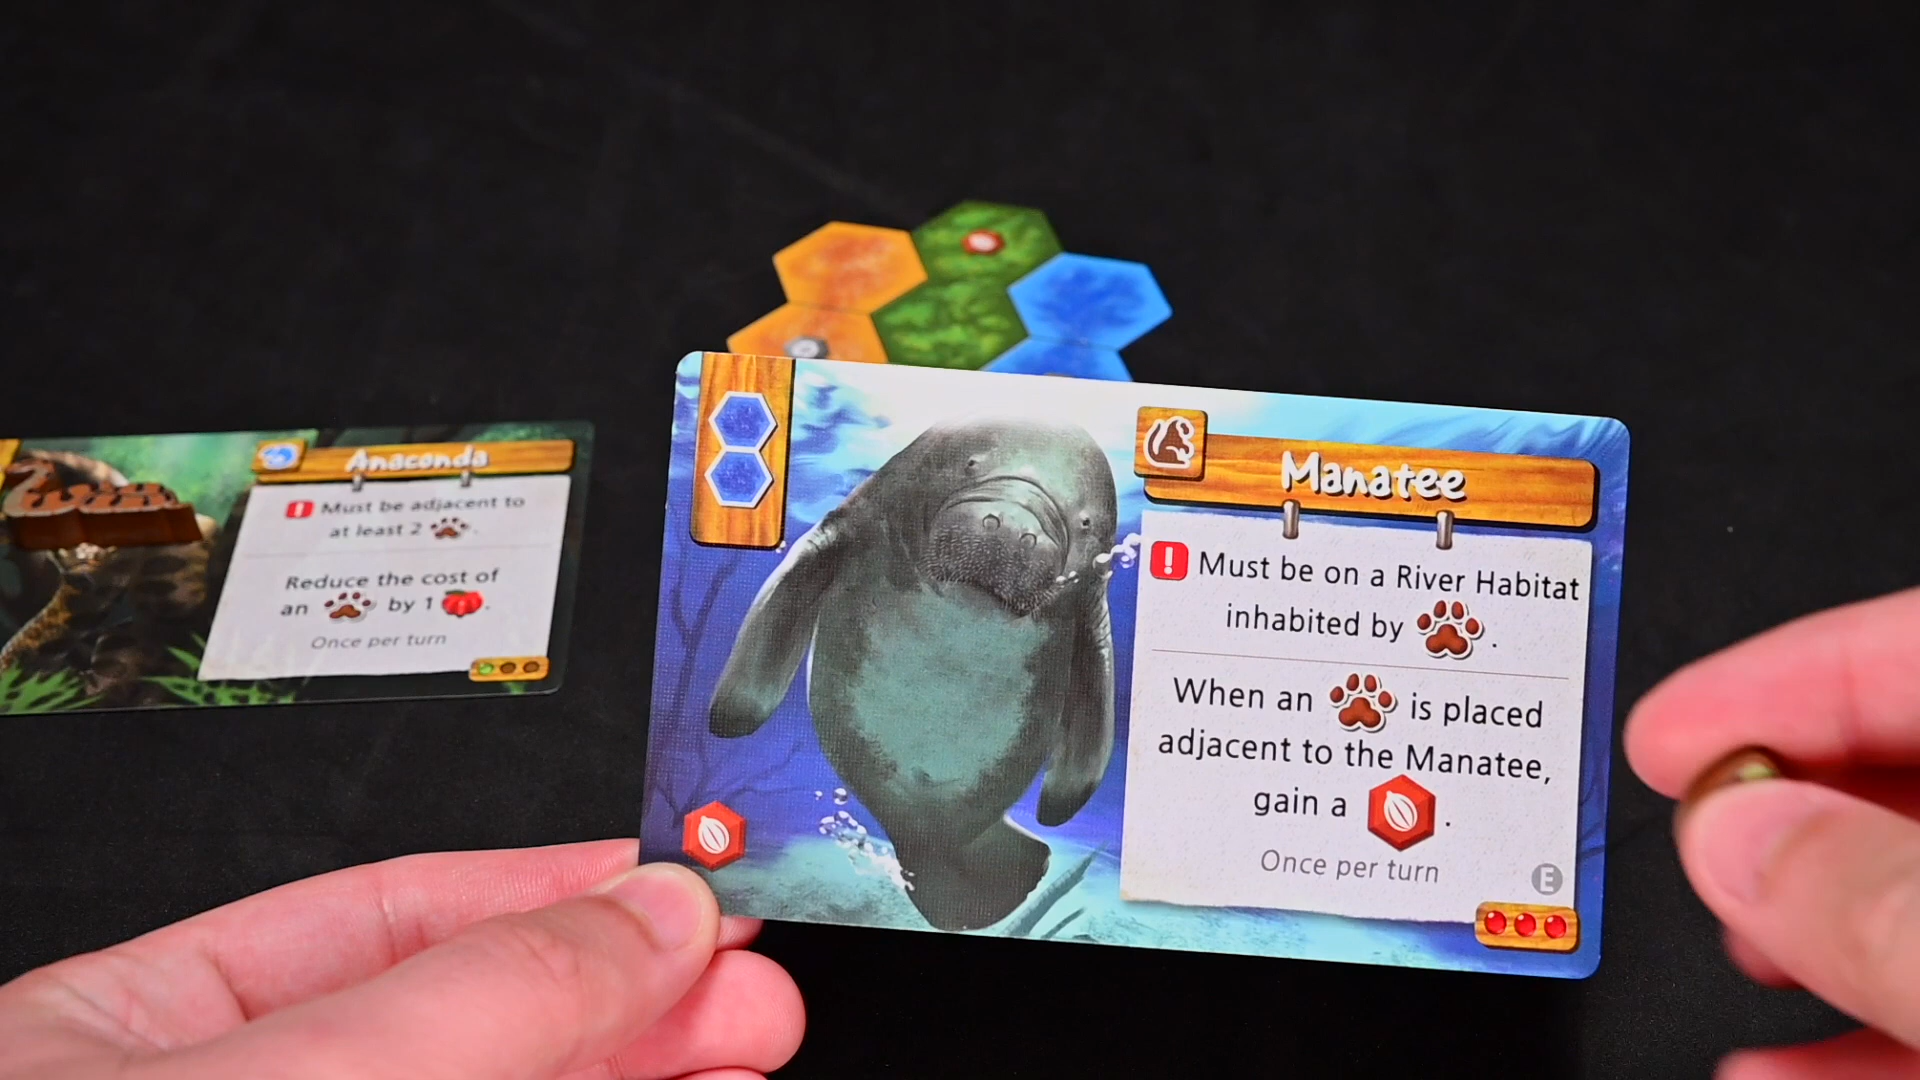 Anaconda
Must be adjacent to
at least 2 .
Reduce the cost of
an by 1 .
Once per turn
Manatee
! Must be on a River Habitat
inhabited by .
When an is placed
adjacent to the Manatee,
gain a .
Once per turn
E